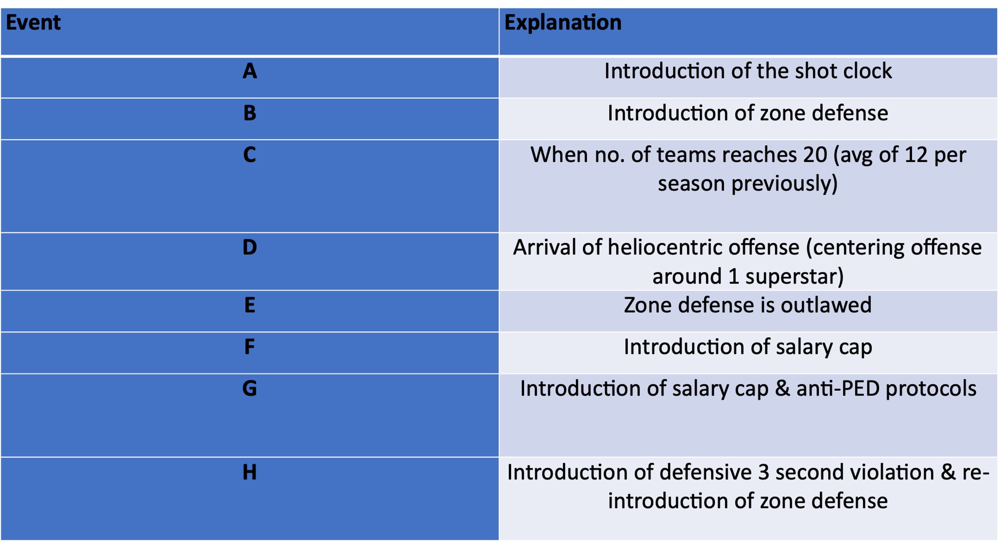 Event
Explanation
A
Introduction of the shot clock
B
Introduction of zone defense
C
When no. of teams reaches 20 (avg of 12 per
season previously)
D
Arrival of heliocentric offense (centering offense
around 1 superstar)
E
Zone defense is outlawed
F
Introduction of salary cap
G
Introduction of salary cap & anti-PED protocols
H
Introduction of defensive 3 second violation & re-
introduction of zone defense